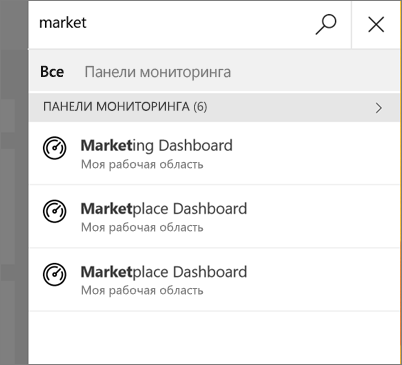 market
Все Панели мониторинга
ПАНЕЛИ МОНИТОРИНГА (6)
Marketing Dashboard
Моя рабочая область
Marketplace Dashboard
Моя рабочая область
Marketplace Dashboard
Моя рабочая область